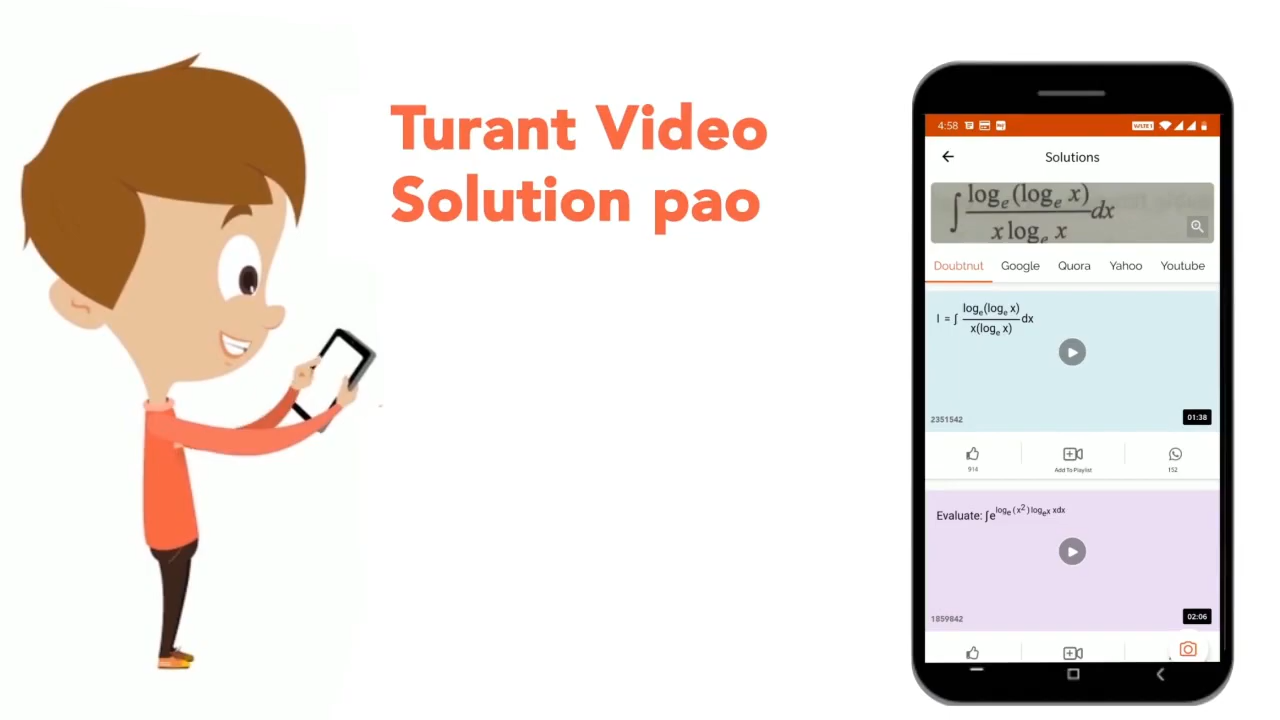 Turant Video
Solution pao
4:58
VoLTE1
Solutions
∫ logₑ(logₑ x) / x logₑ x dx
Doubtnut Google Quora Yahoo Youtube
I = ∫ logₑ(logₑ x) / x(logₑ x) dx
2351542 01:38
914 Add To Playlist 152
Evaluate: ∫e^logₑ(x²)logₑx xdx
1859842 02:06